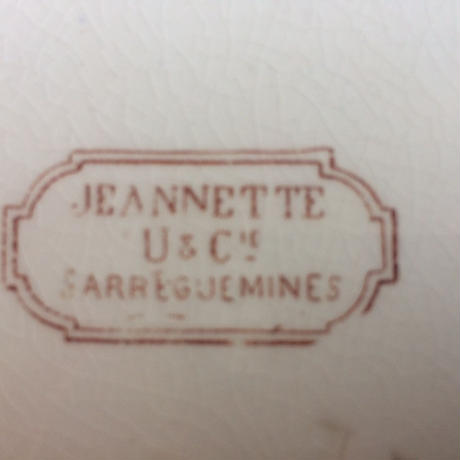 JEANNETTE
U & Cie
SARREGUEMINES